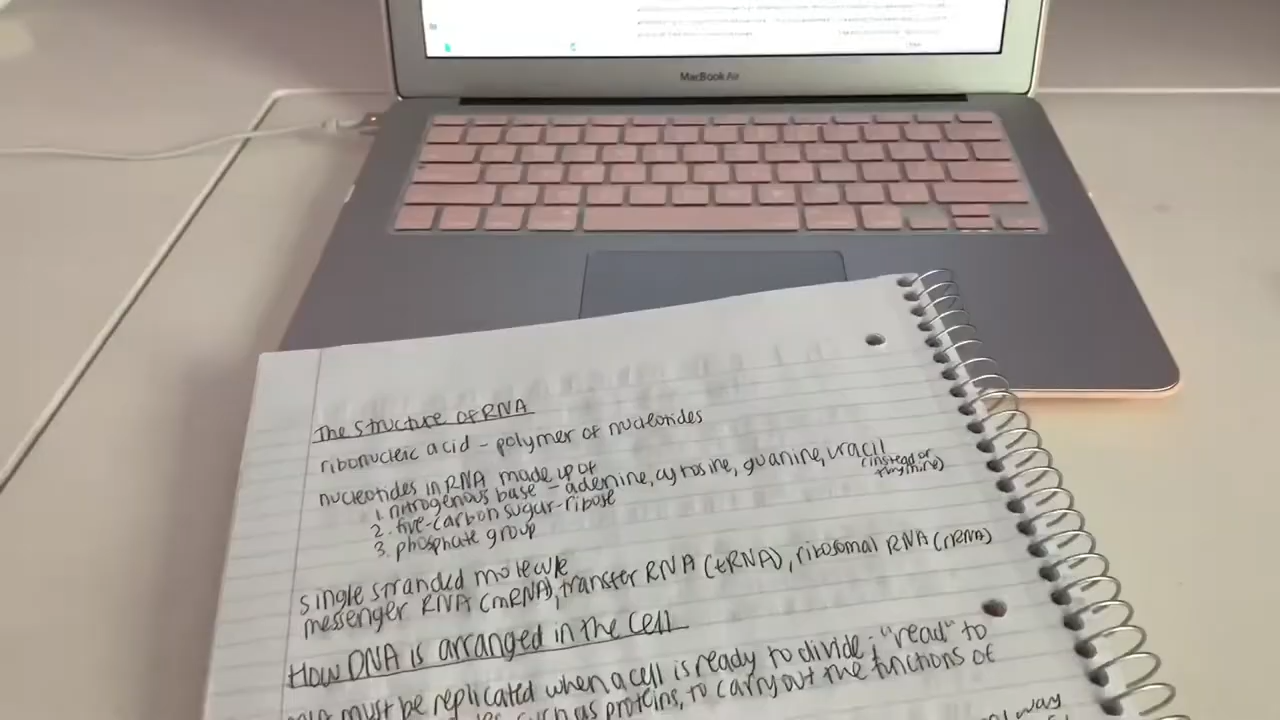 MacBook Air
The Structure of RNA
ribonucleic acid - polymer of nucleotides
nucleotides in RNA made up of
1. nitrogenous base - adenine, cytosine, guanine, uracil
(instead of
thymine)
2. five-carbon sugar-ribose
3. phosphate group
single stranded molecule
messenger RNA (mRNA), transfer RNA (tRNA), ribosomal RNA (rRNA)
How DNA is arranged in the cell
must be replicated when a cell is ready to divide; "read" to
such as proteins, to carry out the functions of
way